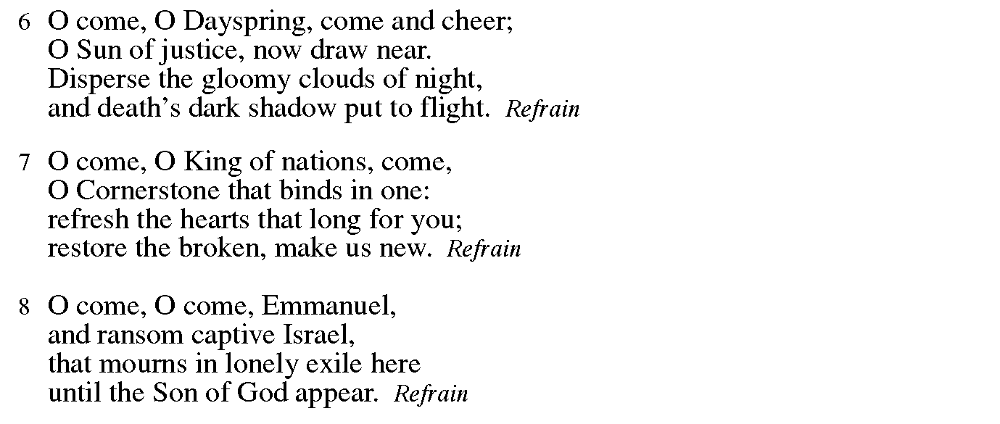 6 O come, O Dayspring, come and cheer;
O Sun of justice, now draw near.
Disperse the gloomy clouds of night,
and death’s dark shadow put to flight. Refrain
7 O come, O King of nations, come,
O Cornerstone that binds in one:
refresh the hearts that long for you;
restore the broken, make us new. Refrain
8 O come, O come, Emmanuel,
and ransom captive Israel,
that mourns in lonely exile here
until the Son of God appear. Refrain